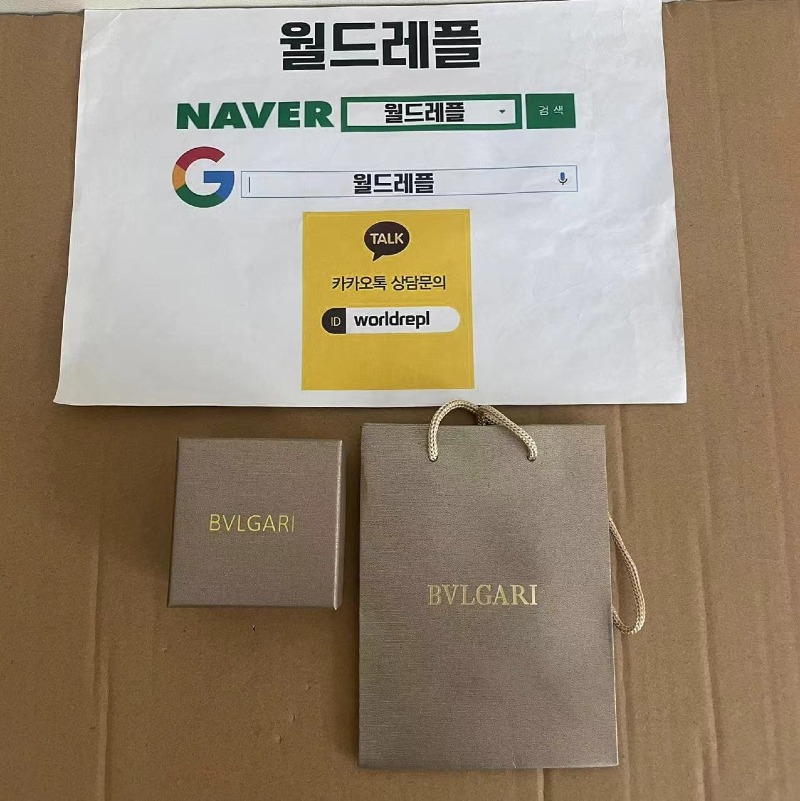 월드레플
NAVER 월드레플 검색
G 월드레플
TALK
카카오톡 상담문의
ID worldrepl
BVLGARI
BVLGARI